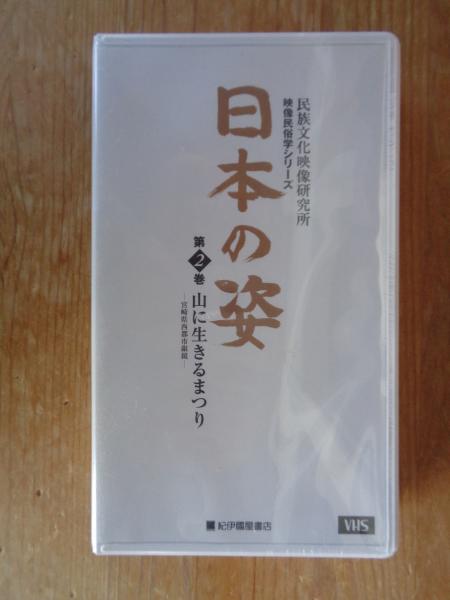 民族文化映像研究所
映像民俗学シリーズ
日本の姿
第2巻 山に生きるまつり
―宮崎県西都市銀鏡―
紀伊國屋書店
VHS